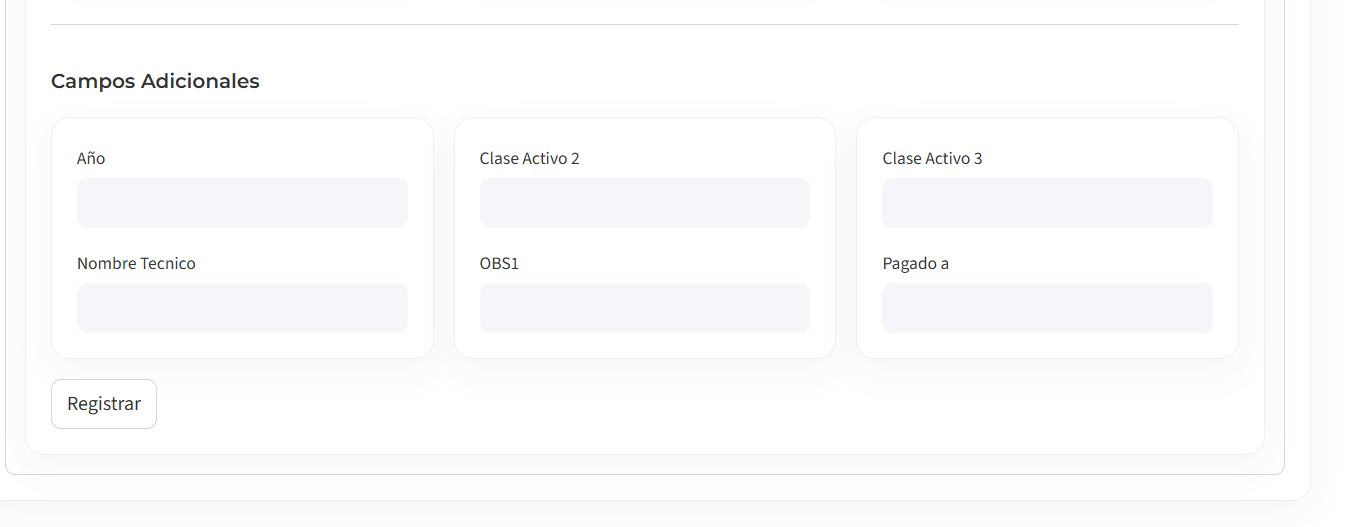 Campos Adicionales
Año
Clase Activo 2
Clase Activo 3
Nombre Tecnico
OBS1
Pagado a
Registrar